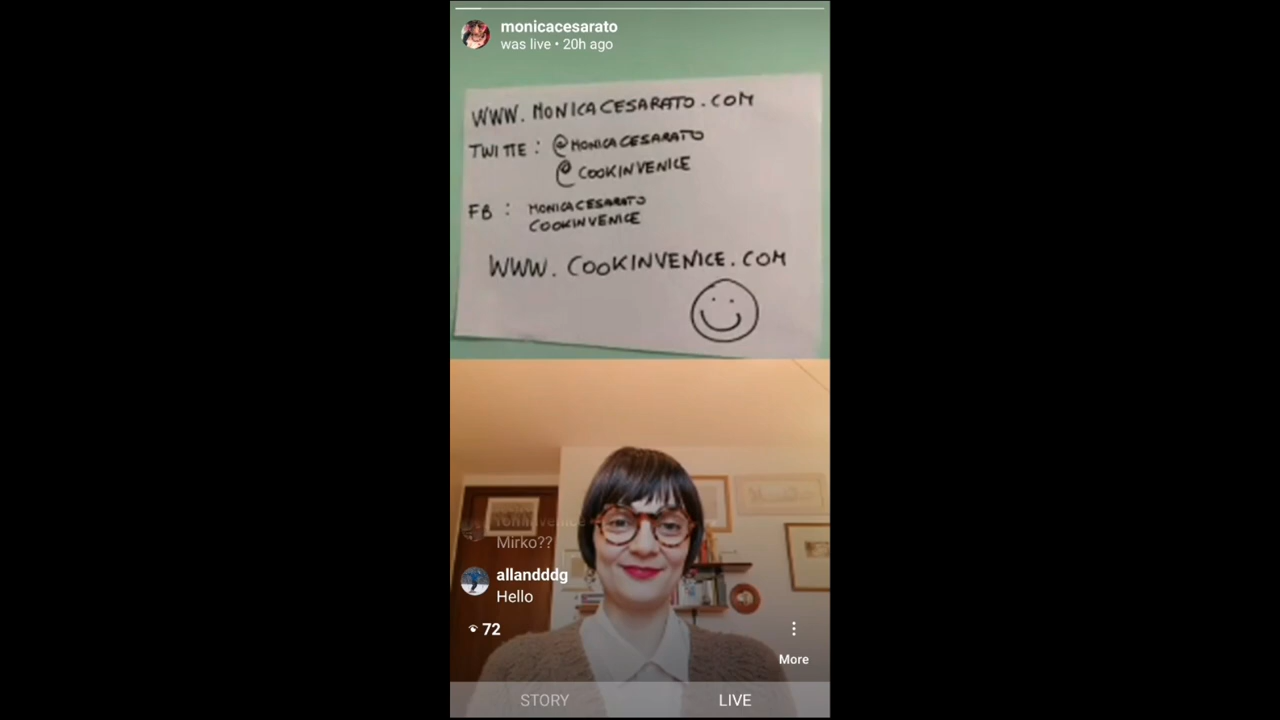 monicacesarato
was live • 20h ago
WWW.MONICACESARATO.COM
TWITTE : @MONICACESARATO
@COOKINVENICE
FB : MONICACESARATO
COOKINVENICE
WWW.COOKINVENICE.COM
Mirko??
allandddg
Hello
72
More
STORY LIVE